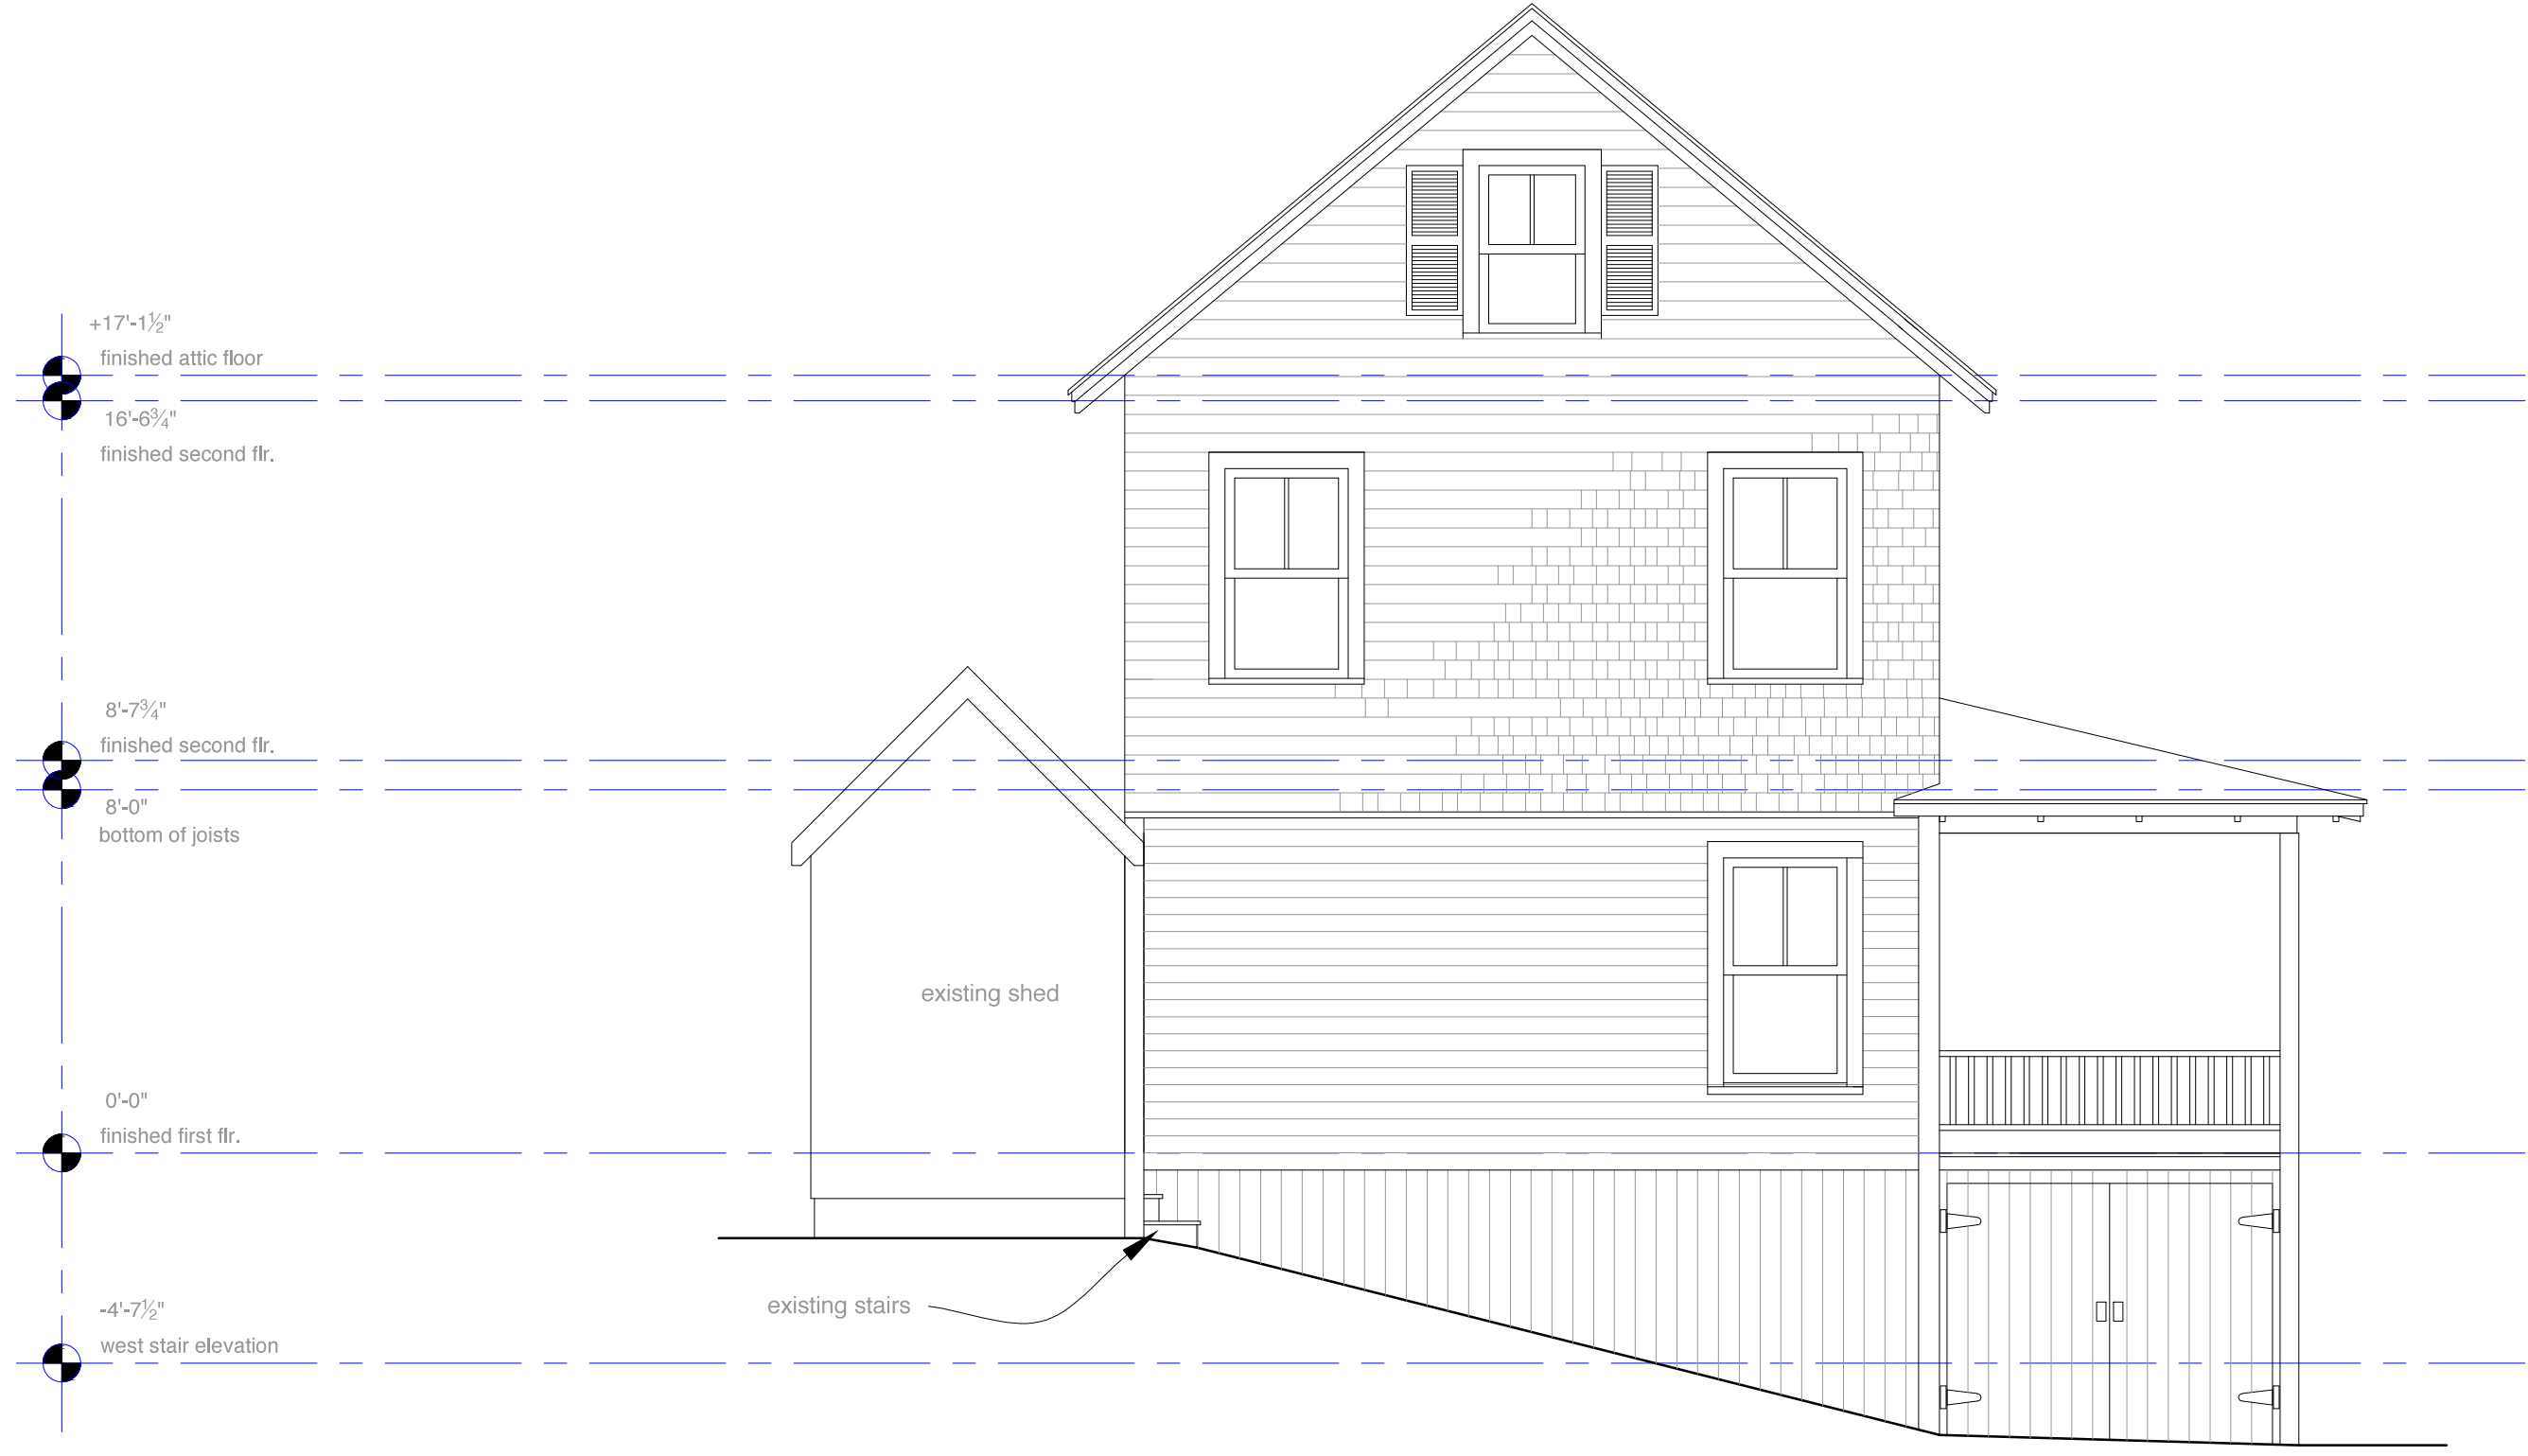 +17'-1½"
finished attic floor
16'-6¾"
finished second flr.
8'-7¾"
finished second flr.
8'-0"
bottom of joists
existing shed
0'-0"
finished first flr.
existing stairs
-4'-7½"
west stair elevation